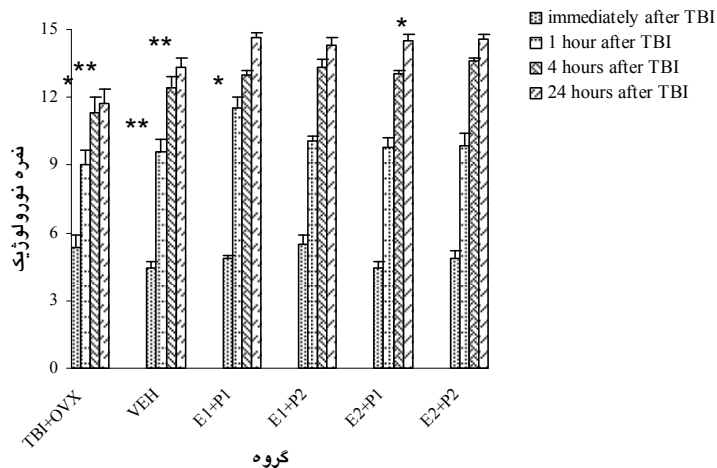 immediately after TBI
1 hour after TBI
4 hours after TBI
24 hours after TBI
15
12
9
6
3
0
نمره نورولوژیک
***
**
**
*
*
TBI+OVX
VEH
E1+P1
E1+P2
E2+P1
E2+P2
گروه